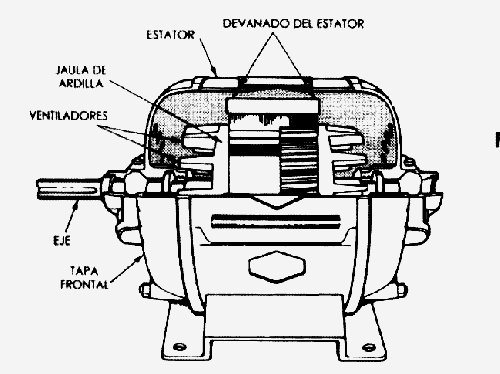 DEVANADO DEL ESTATOR
ESTATOR
JAULA DE
ARDILLA
VENTILADORES
EJE
TAPA
FRONTAL